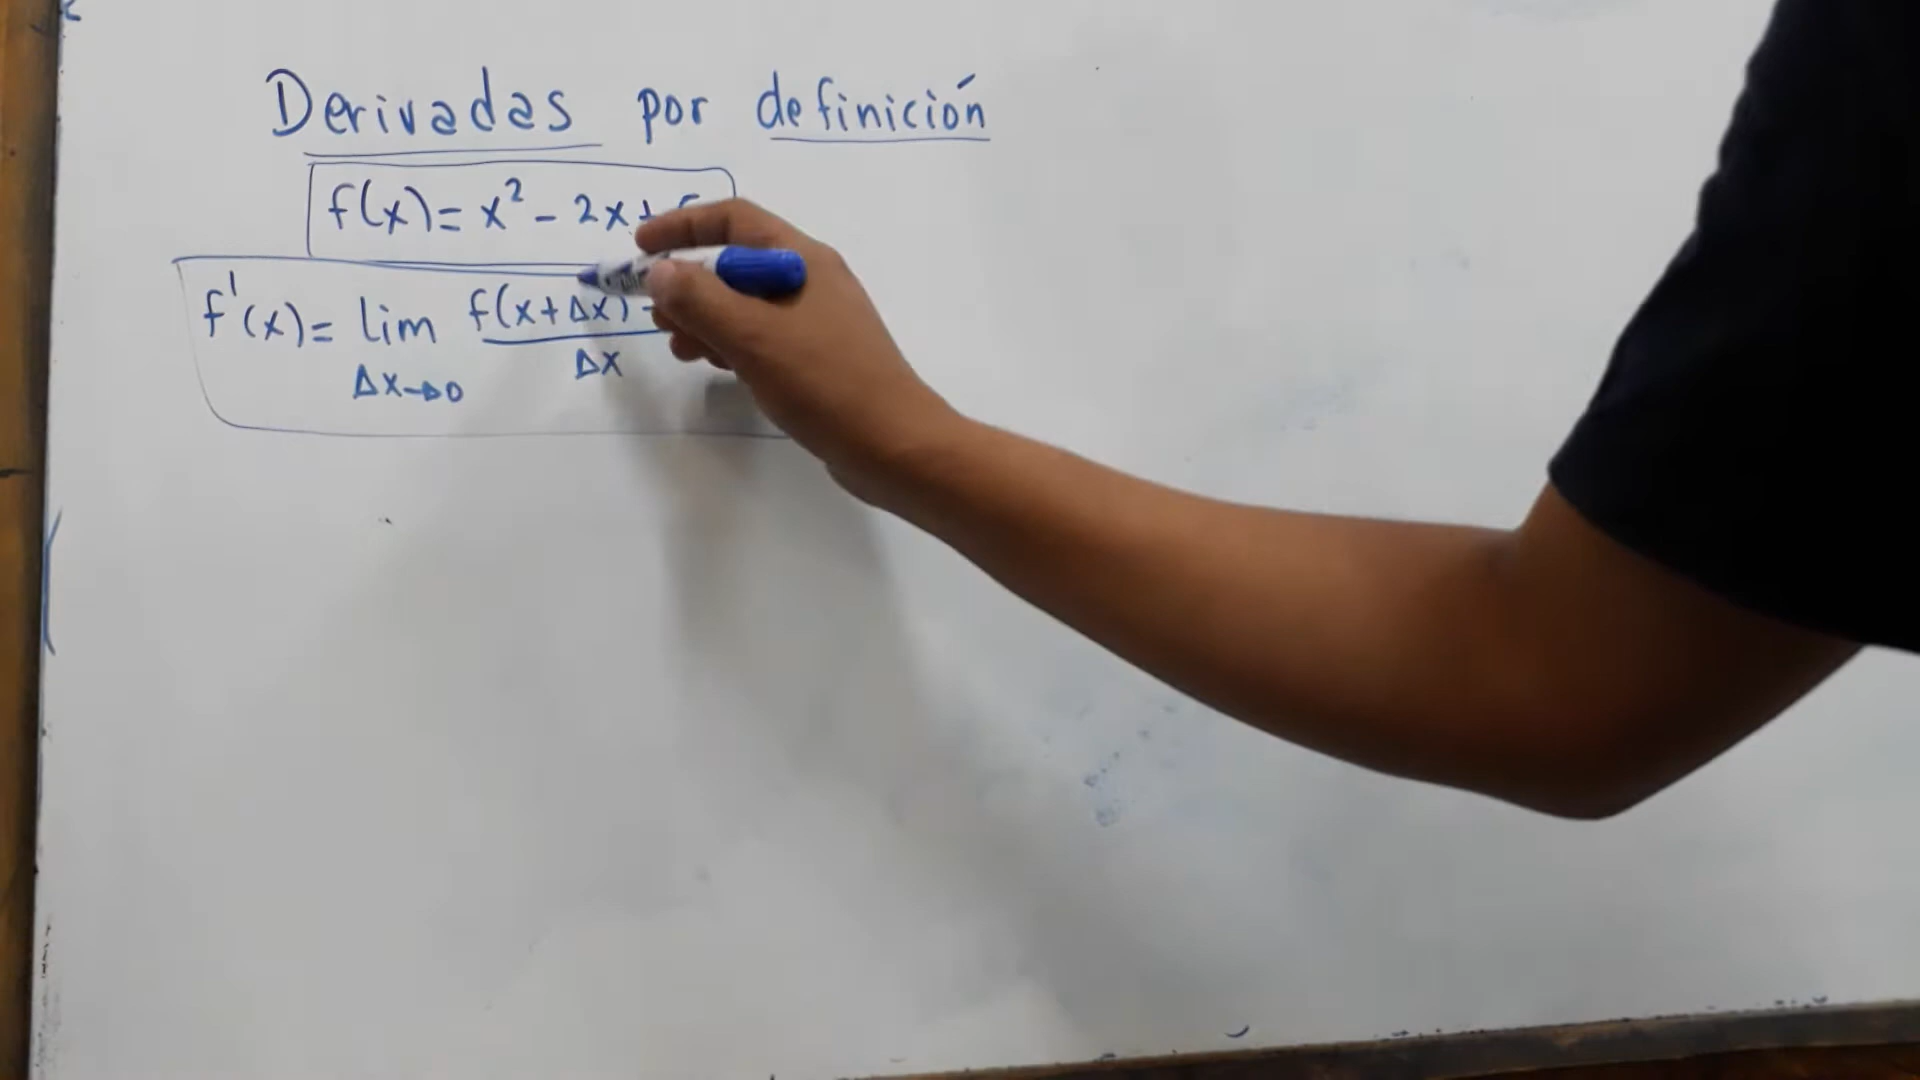 Derivadas por definición
f(x) = x² - 2x +
f'(x) = lim f(x+Δx) -
Δx
Δx→0